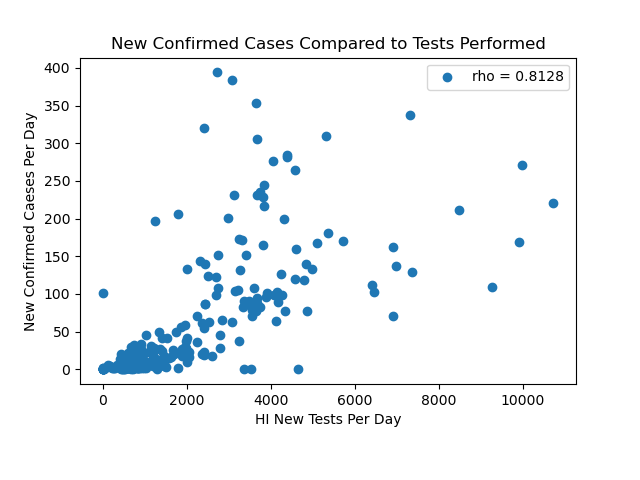 New Confirmed Cases Compared to Tests Performed
rho = 0.8128
400
350
300
250
200
150
100
50
0
New Confirmed Caeses Per Day
0 2000 4000 6000 8000 10000
HI New Tests Per Day